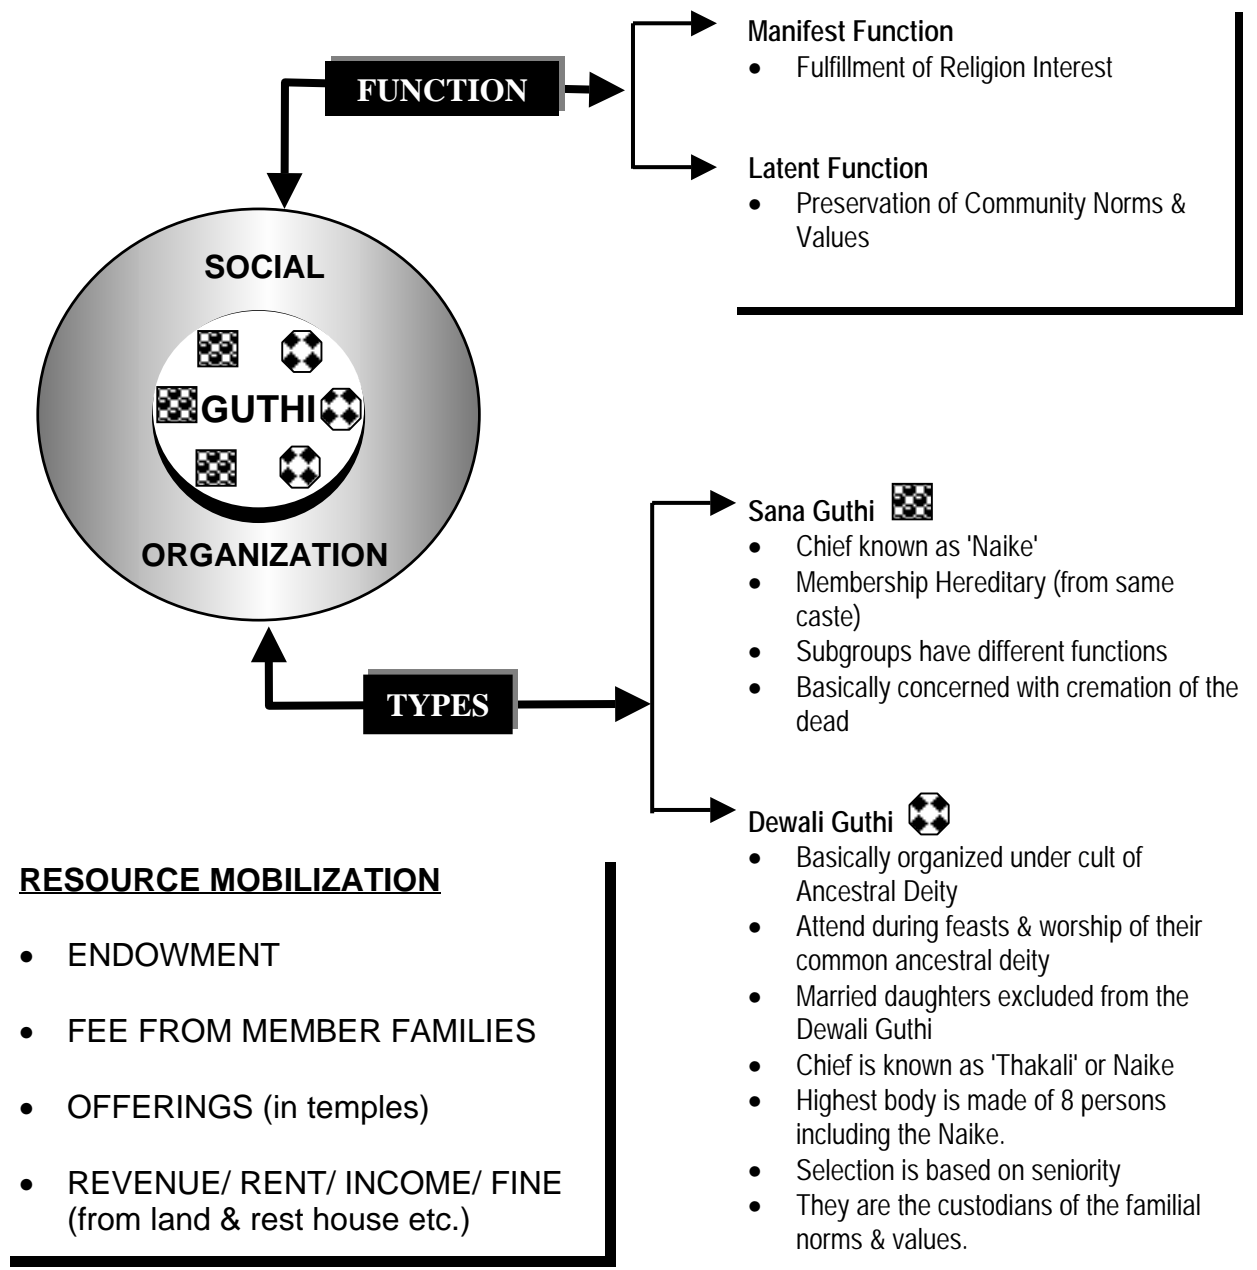 FUNCTION
Manifest Function
• Fulfillment of Religion Interest
Latent Function
• Preservation of Community Norms &
Values
SOCIAL
GUTHI
ORGANIZATION
TYPES
Sana Guthi
• Chief known as 'Naike'
• Membership Hereditary (from same
caste)
• Subgroups have different functions
• Basically concerned with cremation of the
dead
Dewali Guthi
• Basically organized under cult of
Ancestral Deity
• Attend during feasts & worship of their
common ancestral deity
• Married daughters excluded from the
Dewali Guthi
• Chief is known as 'Thakali' or Naike
• Highest body is made of 8 persons
including the Naike.
• Selection is based on seniority
• They are the custodians of the familial
norms & values.
RESOURCE MOBILIZATION
• ENDOWMENT
• FEE FROM MEMBER FAMILIES
• OFFERINGS (in temples)
• REVENUE/ RENT/ INCOME/ FINE
(from land & rest house etc.)